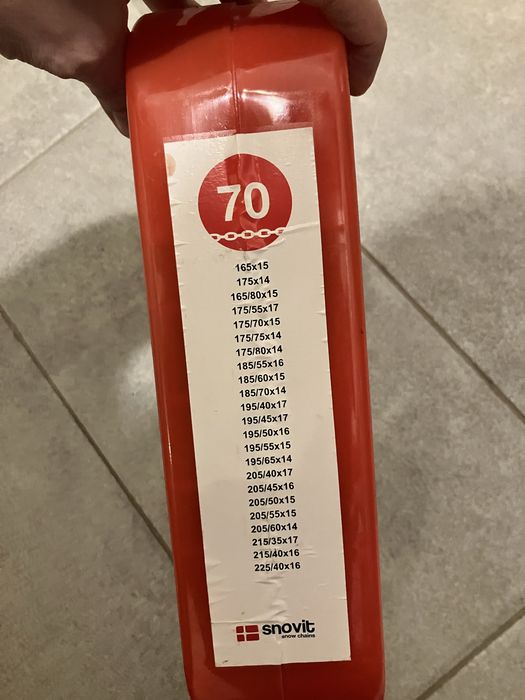 70
165x15
175x14
165/80x15
175/55x17
175/70x15
175/75x14
175/80x14
185/55x16
185/60x15
185/70x14
195/40x17
195/45x17
195/50x16
195/55x15
195/65x14
205/40x17
205/45x16
205/50x15
205/55x15
205/60x14
215/35x17
215/40x16
225/40x16
snovit
snow chains